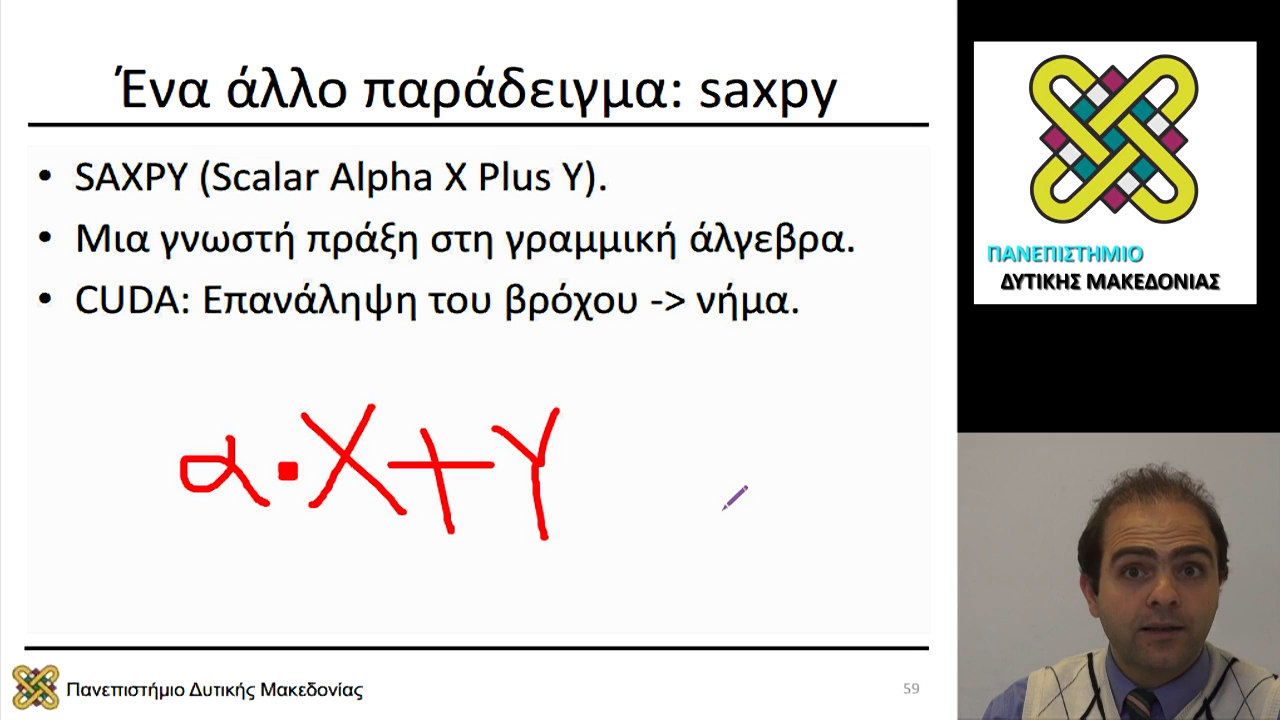 Ένα άλλο παράδειγμα: saxpy
• SAXPY (Scalar Alpha X Plus Y).
• Μια γνωστή πράξη στη γραμμική άλγεβρα.
• CUDA: Επανάληψη του βρόχου -> νήμα.
α·X+Y
Πανεπιστήμιο Δυτικής Μακεδονίας
59
ΠΑΝΕΠΙΣΤΗΜΙΟ
ΔΥΤΙΚΗΣ ΜΑΚΕΔΟΝΙΑΣ